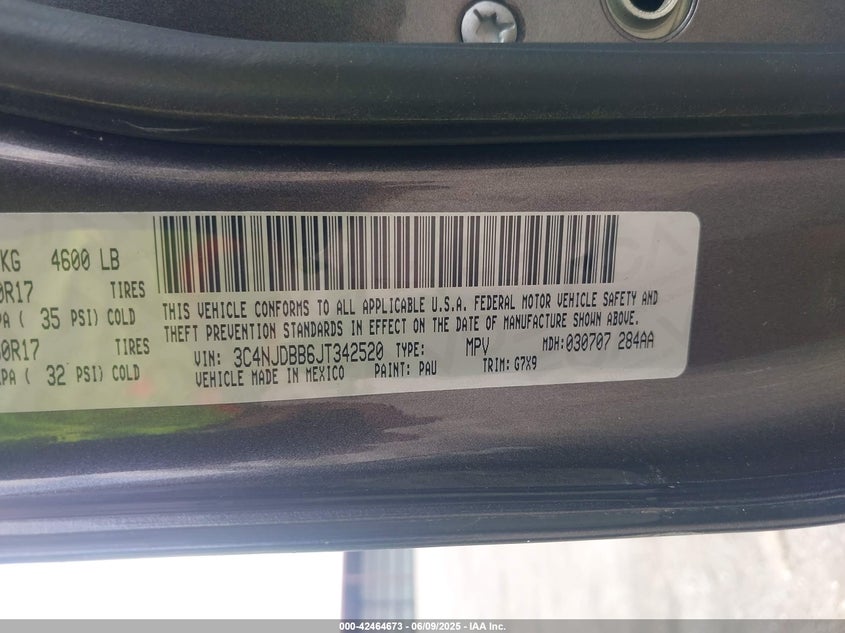 KG 4600 LB
0R17 TIRES
PA ( 35 PSI) COLD
0R17 TIRES
PA ( 32 PSI) COLD
THIS VEHICLE CONFORMS TO ALL APPLICABLE U.S.A. FEDERAL MOTOR VEHICLE SAFETY AND
THEFT PREVENTION STANDARDS IN EFFECT ON THE DATE OF MANUFACTURE SHOWN ABOVE.
VIN: 3C4NJDBB6JT342520 TYPE: MPV MDH: 030707 284AA
VEHICLE MADE IN MEXICO PAINT: PAU TRIM: G7X9
000-42464673 - 06/09/2025 - IAA Inc.